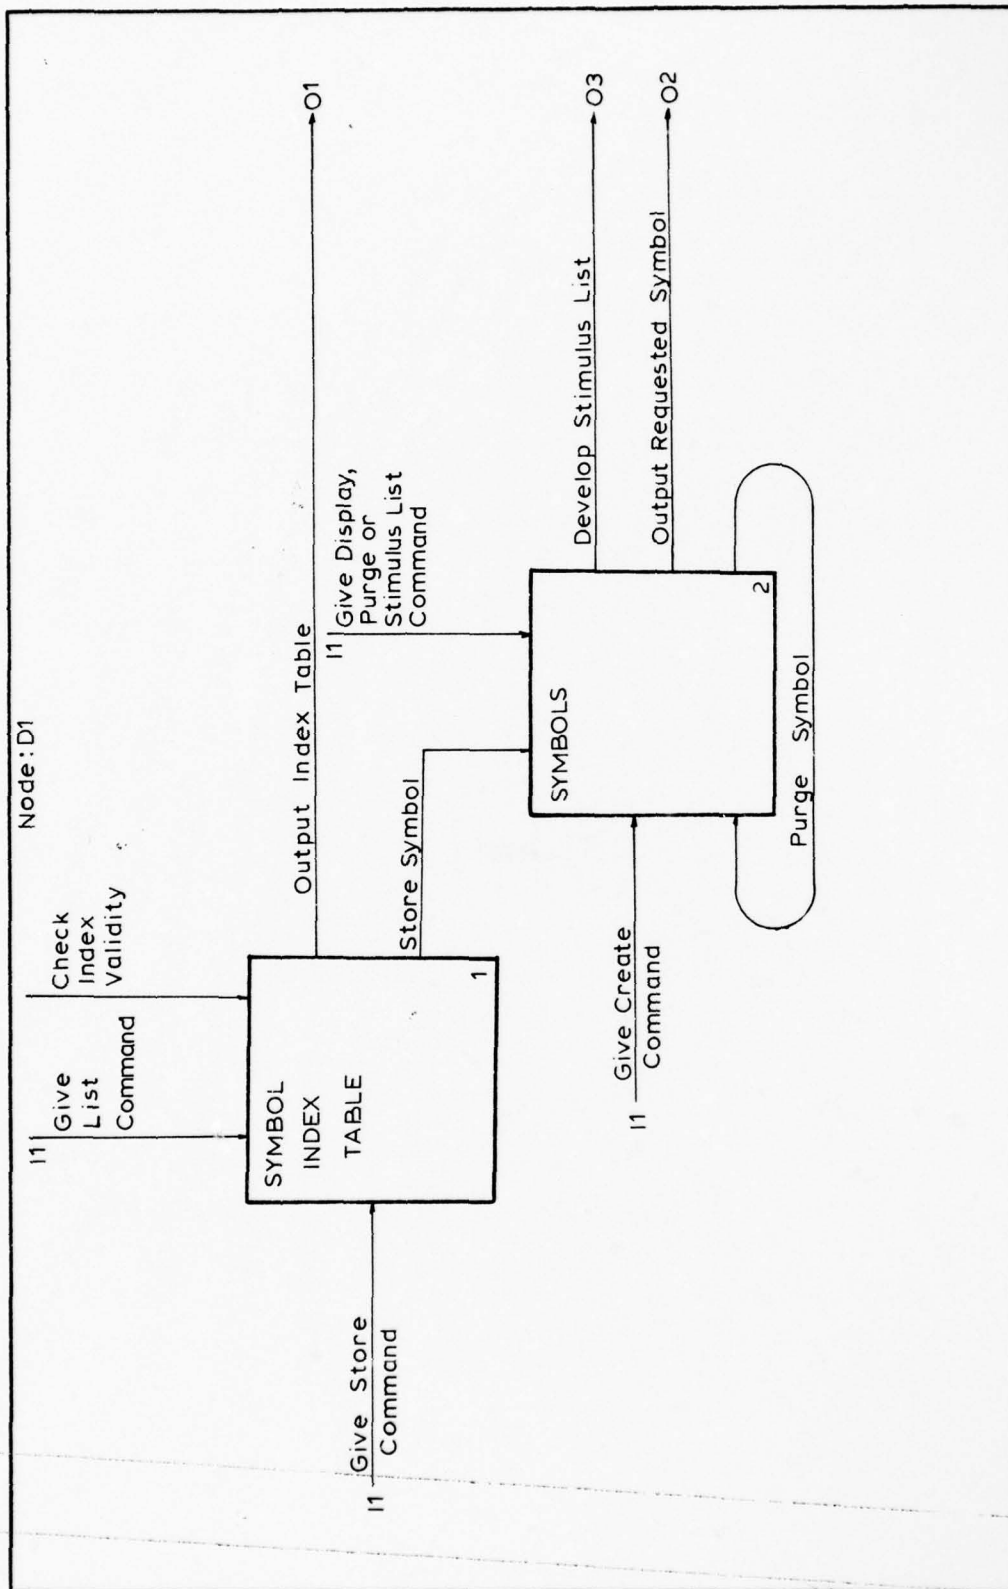 Node: D1
I1
Give
List
Command
Check
Index
Validity
SYMBOL
INDEX
TABLE
1
I1
Give Store
Command
Output Index Table
O1
Store Symbol
I1
Give Display,
Purge or
Stimulus List
Command
SYMBOLS
2
I1
Give Create
Command
Develop Stimulus List
O3
Output Requested Symbol
O2
Purge Symbol